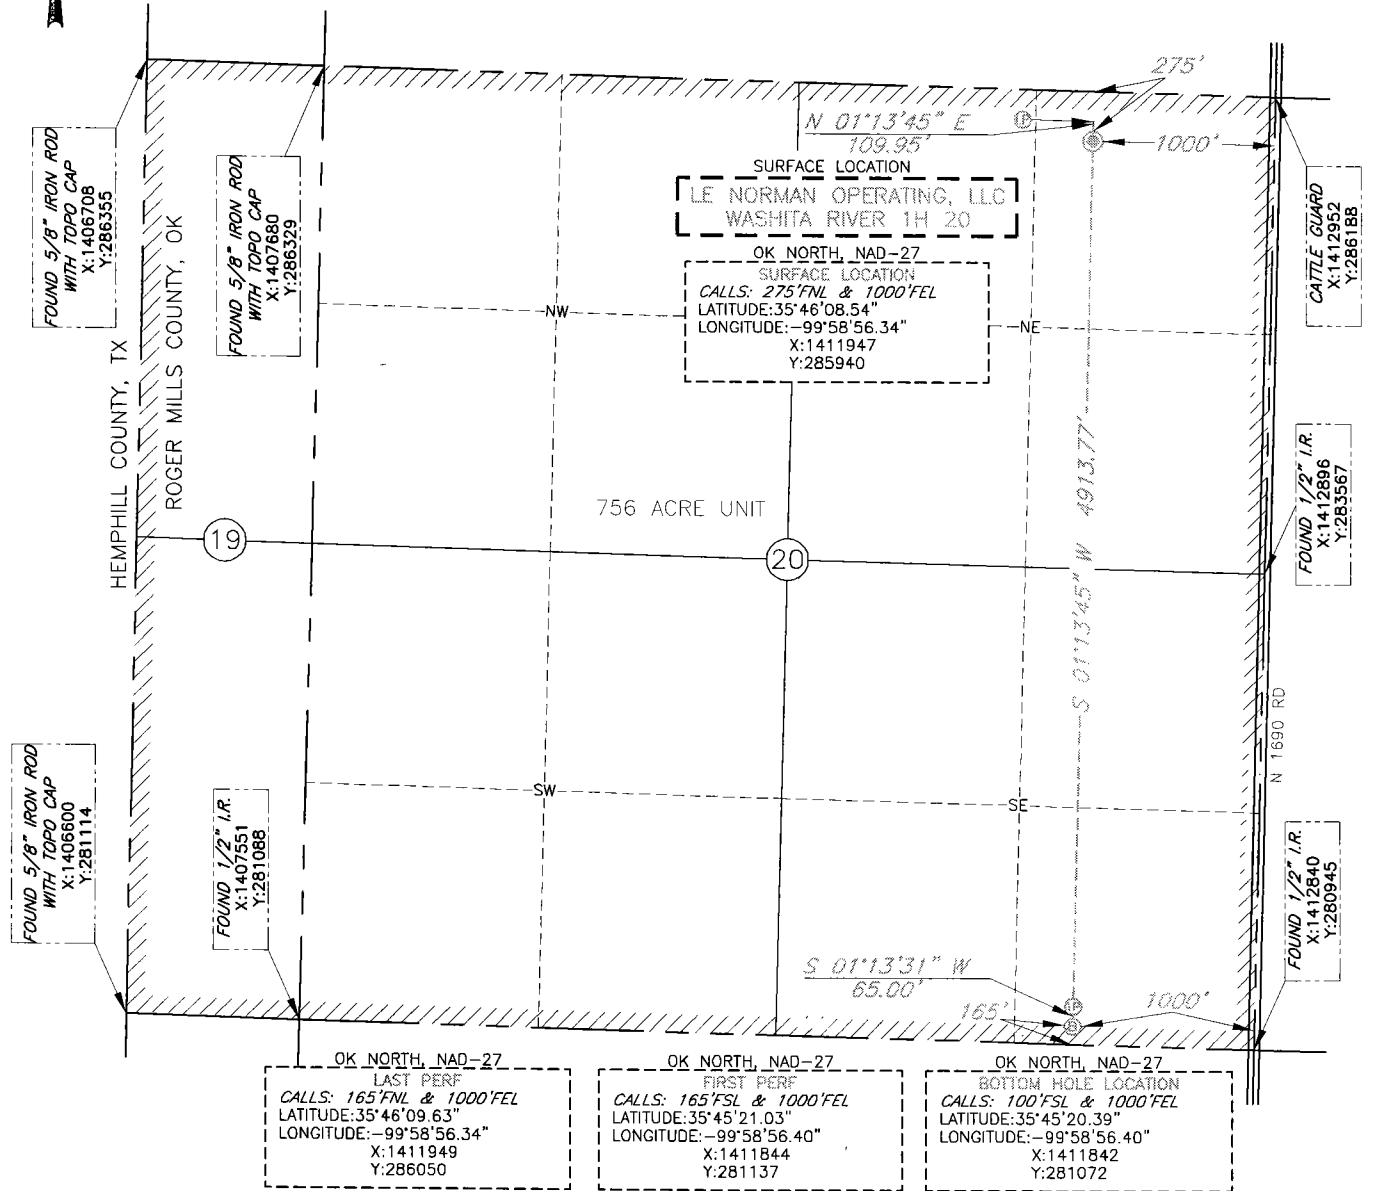 275'
N 01°13'45" E
109.95'
1000'
SURFACE LOCATION
LE NORMAN OPERATING, LLC
WASHITA RIVER 1H 20
OK NORTH, NAD-27
SURFACE LOCATION
CALLS: 275'FNL & 1000'FEL
LATITUDE:35°46'08.54"
LONGITUDE:-99°58'56.34"
X:1411947
Y:285940
FOUND 5/8" IRON ROD
WITH TOPO CAP
X:1406708
Y:286355
FOUND 5/8" IRON ROD
WITH TOPO CAP
X:1407680
Y:286329
CATTLE GUARD
X:1412952
Y:286188
HEMPHILL COUNTY, TX
ROGER MILLS COUNTY, OK
NW
NE
S 01°13'45" W 4913.77'
FOUND 1/2" I.R.
X:1412896
Y:283567
756 ACRE UNIT
19
20
N 1690 RD
SW
SE
FOUND 5/8" IRON ROD
WITH TOPO CAP
X:1406600
Y:281114
FOUND 1/2" I.R.
X:1407551
Y:281088
FOUND 1/2" I.R.
X:1412840
Y:280945
S 01°13'31" W
65.00'
165'
1000'
B
OK NORTH, NAD-27
LAST PERF
CALLS: 165'FNL & 1000'FEL
LATITUDE:35°46'09.63"
LONGITUDE:-99°58'56.34"
X:1411949
Y:286050
OK NORTH, NAD-27
FIRST PERF
CALLS: 165'FSL & 1000'FEL
LATITUDE:35°45'21.03"
LONGITUDE:-99°58'56.40"
X:1411844
Y:281137
OK NORTH, NAD-27
BOTTOM HOLE LOCATION
CALLS: 100'FSL & 1000'FEL
LATITUDE:35°45'20.39"
LONGITUDE:-99°58'56.40"
X:1411842
Y:281072